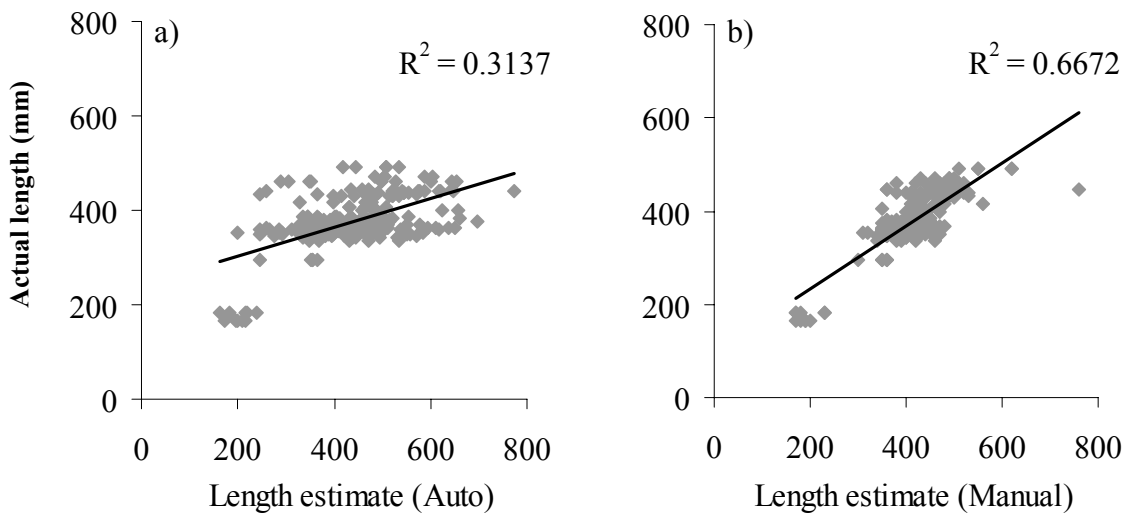 a)
R² = 0.3137
800
600
400
200
0
0 200 400 600 800
Actual length (mm)
Length estimate (Auto)
b)
R² = 0.6672
800
600
400
200
0
0 200 400 600 800
Length estimate (Manual)